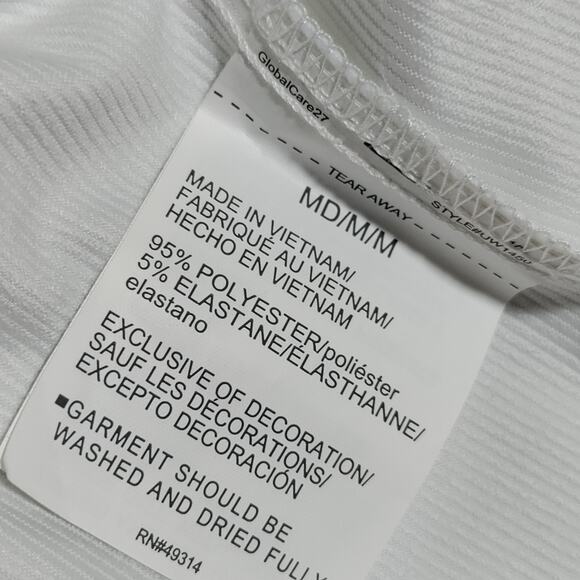 GlobalCare27
TEAR AWAY
MD/M/M
MADE IN VIETNAM/
FABRIQUÉ AU VIETNAM/
HECHO EN VIETNAM
95% POLYESTER/poliéster
5% ELASTANE/ÉLASTHANNE/
elastano
EXCLUSIVE OF DECORATION/
SAUF LES DÉCORATIONS/
EXCEPTO DECORACIÓN
■GARMENT SHOULD BE
WASHED AND DRIED FULLY
RN#49314